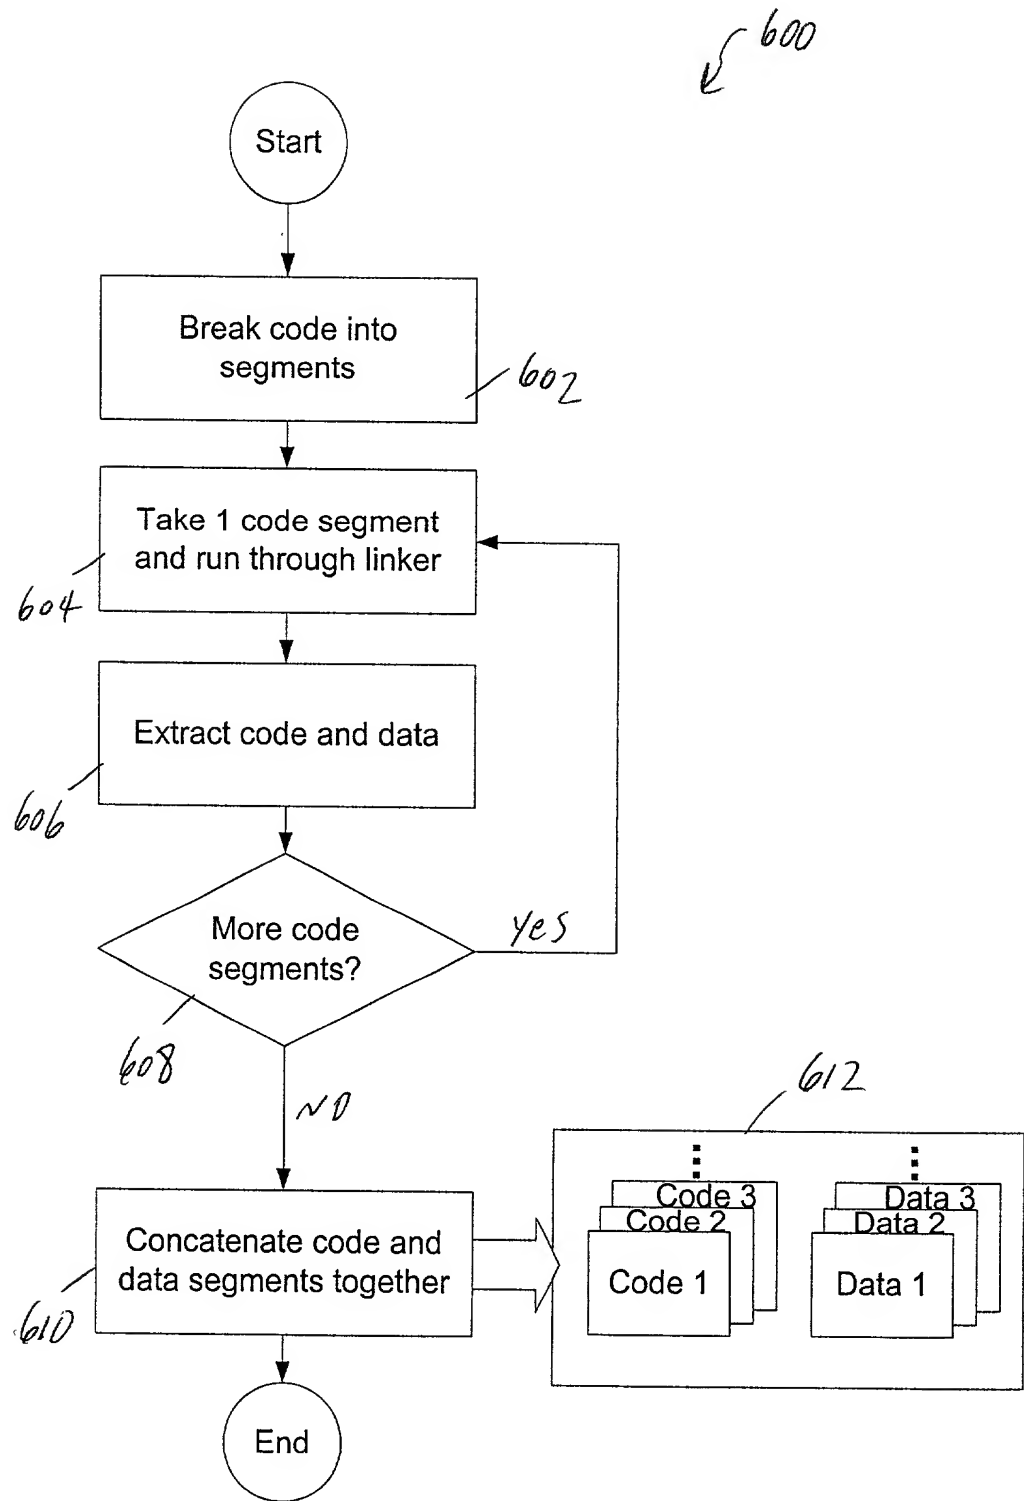 600
Start
Break code into
segments
602
Take 1 code segment
and run through linker
604
Extract code and data
606
More code
segments?
yes
608
NO
612
Code 3
Code 2
Code 1
Data 3
Data 2
Data 1
Concatenate code and
data segments together
610
End